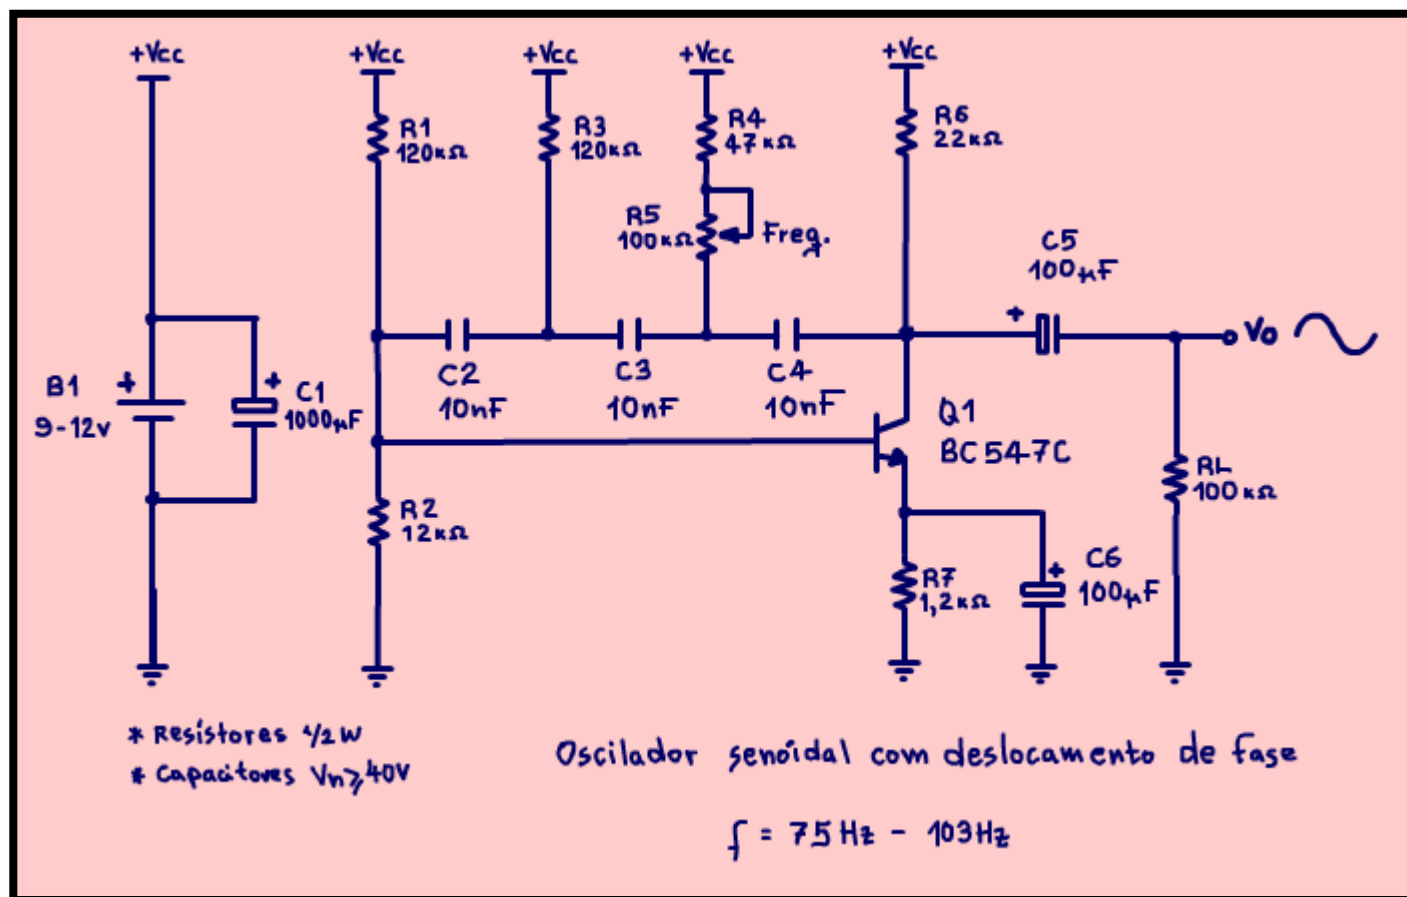 +Vcc
+Vcc
+Vcc
+Vcc
+Vcc
R1
120kΩ
R3
120kΩ
R4
47kΩ
R6
22kΩ
R5
100kΩ
Freq.
C5
100µF
+
Vo
B1
9-12v
+
+
C1
1000µF
C2
10nF
C3
10nF
C4
10nF
Q1
BC547C
RL
100kΩ
R2
12kΩ
R7
1,2kΩ
+
C6
100µF
* Resístores 1/2W
* Capacitores Vn≥40V
Oscilador senóidal com deslocamento de fase
f = 75Hz - 103Hz